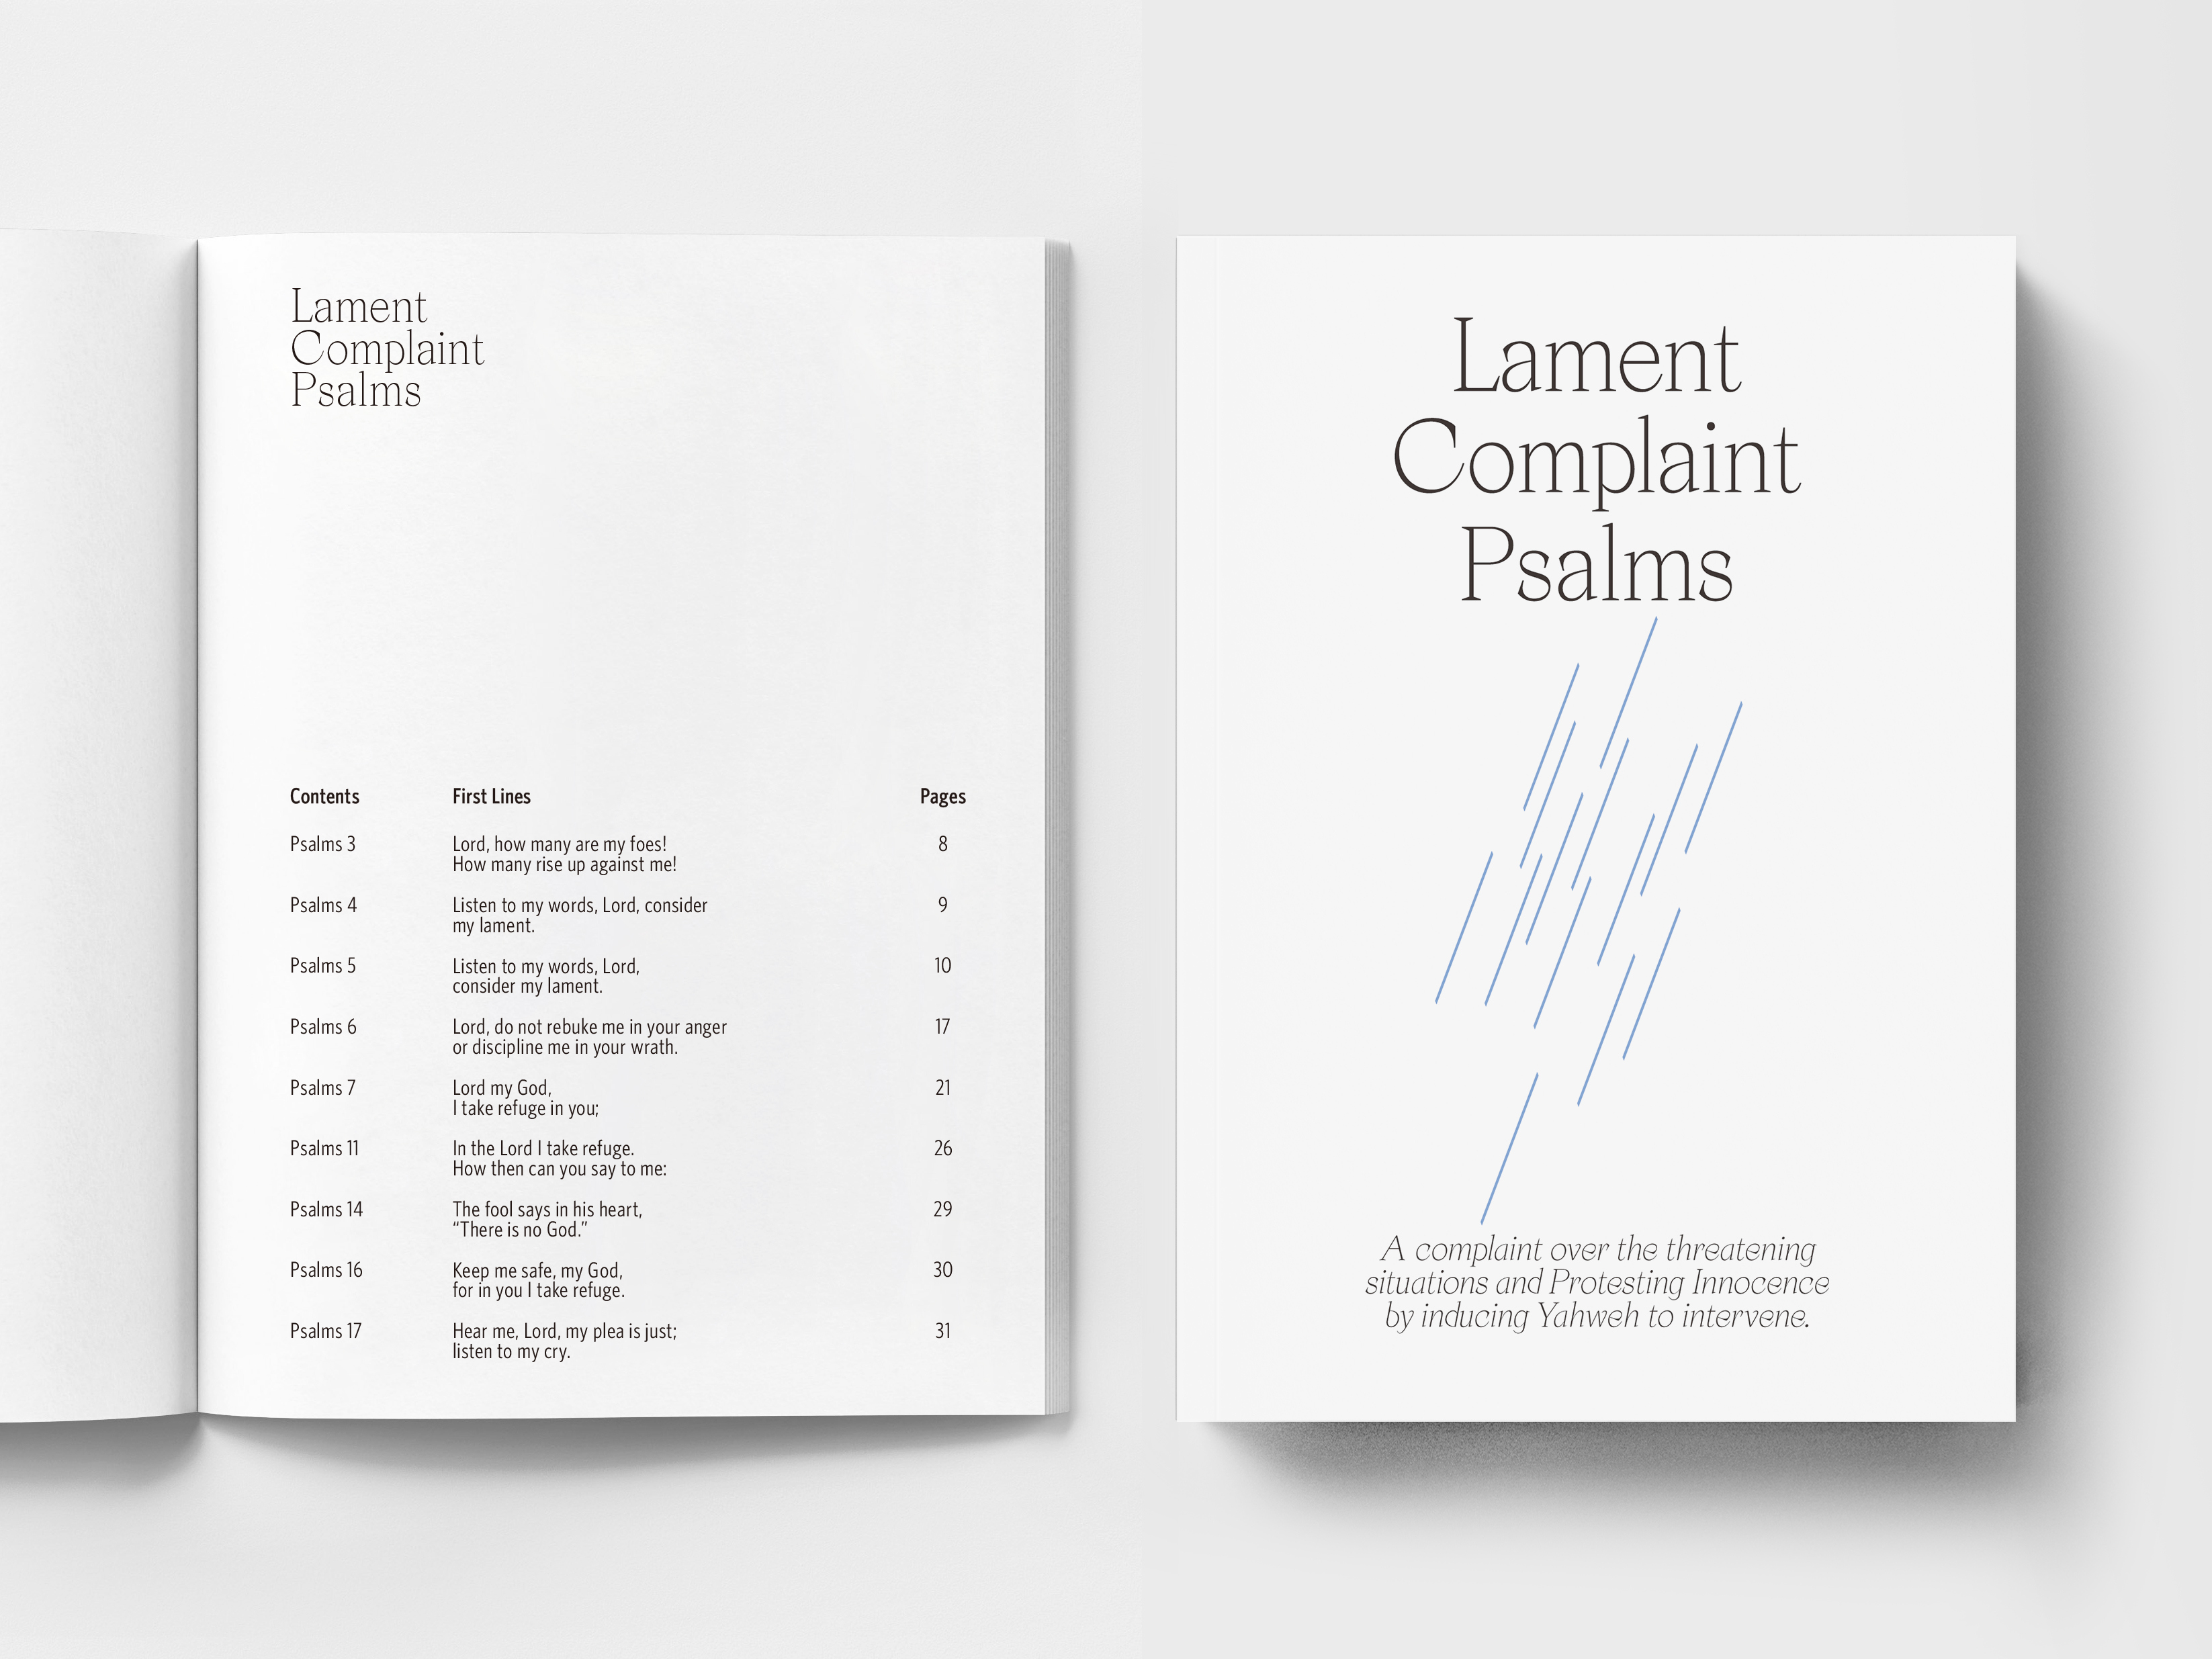 Lament
Complaint
Psalms
Contents First Lines Pages
Psalms 3 Lord, how many are my foes! 8
How many rise up against me!
Psalms 4 Listen to my words, Lord, consider 9
my lament.
Psalms 5 Listen to my words, Lord, 10
consider my lament.
Psalms 6 Lord, do not rebuke me in your anger 17
or discipline me in your wrath.
Psalms 7 Lord my God, 21
I take refuge in you;
Psalms 11 In the Lord I take refuge. 26
How then can you say to me:
Psalms 14 The fool says in his heart, 29
“There is no God.”
Psalms 16 Keep me safe, my God, 30
for in you I take refuge.
Psalms 17 Hear me, Lord, my plea is just; 31
listen to my cry.
Lament
Complaint
Psalms
A complaint over the threatening
situations and Protesting Innocence
by inducing Yahweh to intervene.